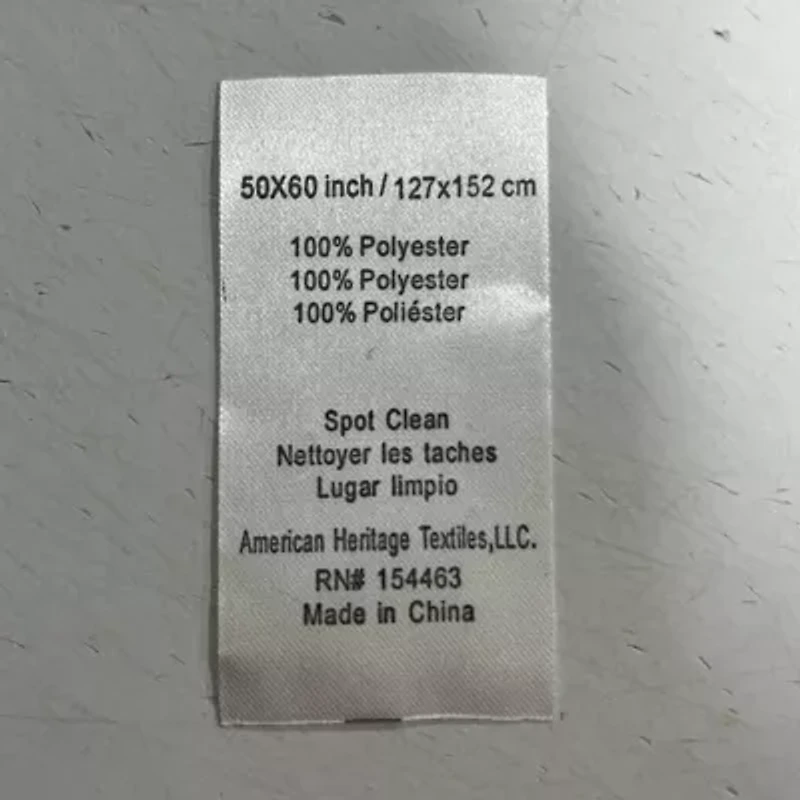 50X60 inch / 127x152 cm
100% Polyester
100% Polyester
100% Poliéster
Spot Clean
Nettoyer les taches
Lugar limpio
American Heritage Textiles,LLC.
RN# 154463
Made in China